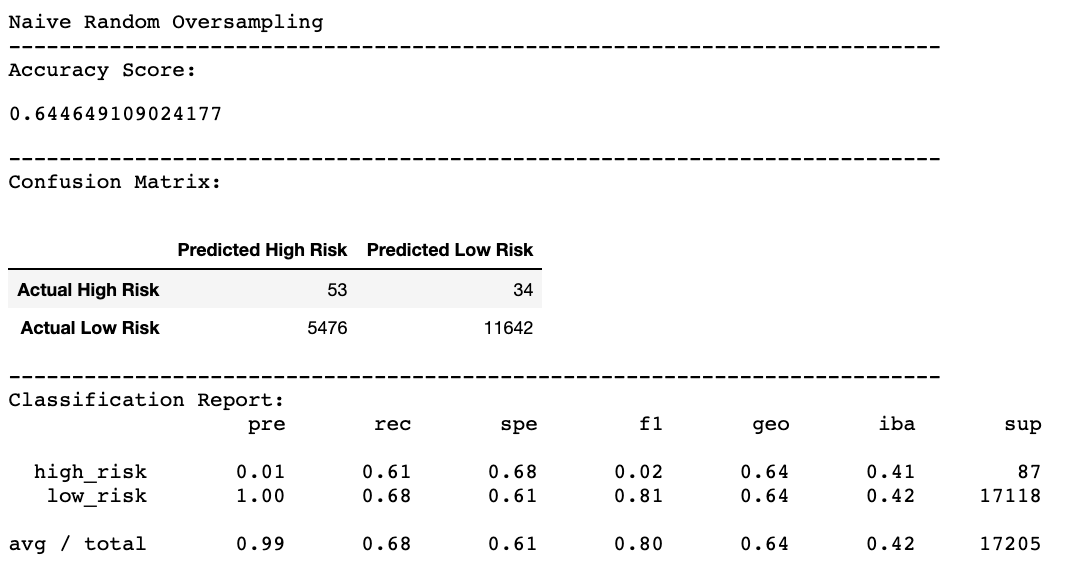 Naive Random Oversampling
--------------------------------------------------------------------------
Accuracy Score:
0.644649109024177
--------------------------------------------------------------------------
Confusion Matrix:
Predicted High Risk Predicted Low Risk
Actual High Risk 53 34
Actual Low Risk 5476 11642
--------------------------------------------------------------------------
Classification Report:
pre rec spe f1 geo iba sup
high_risk 0.01 0.61 0.68 0.02 0.64 0.41 87
low_risk 1.00 0.68 0.61 0.81 0.64 0.42 17118
avg / total 0.99 0.68 0.61 0.80 0.64 0.42 17205